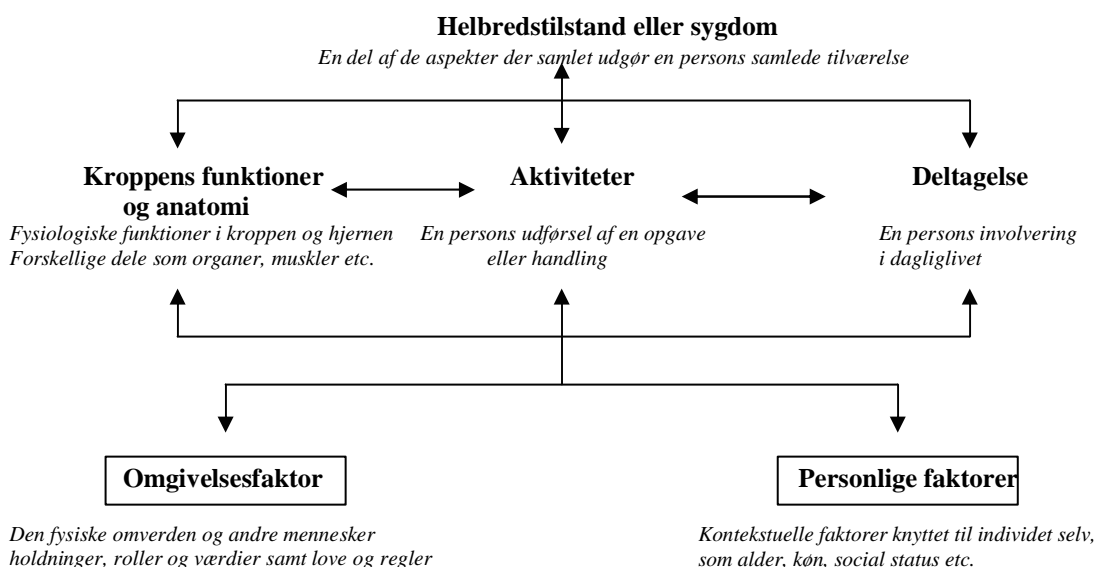 Helbredstilstand eller sygdom
En del af de aspekter der samlet udgør en persons samlede tilværelse
Kroppens funktioner
og anatomi
Fysiologiske funktioner i kroppen og hjernen
Forskellige dele som organer, muskler etc.
Aktiviteter
En persons udførsel af en opgave
eller handling
Deltagelse
En persons involvering
i dagliglivet
Omgivelsesfaktor
Den fysiske omverden og andre mennesker
holdninger, roller og værdier samt love og regler
Personlige faktorer
Kontekstuelle faktorer knyttet til individet selv,
som alder, køn, social status etc.